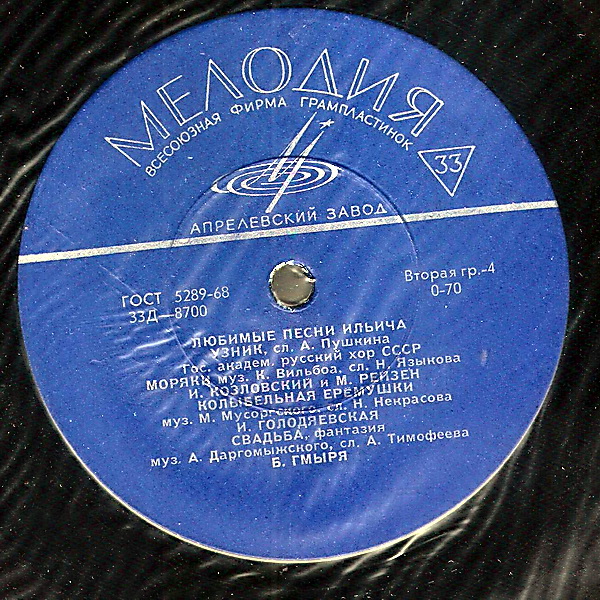 МЕЛОДИЯ
ВСЕСОЮЗНАЯ ФИРМА ГРАМПЛАСТИНОК
33
АПРЕЛЕВСКИЙ ЗАВОД
ГОСТ 5289-68
33Д—8700
Вторая гр.-4
0-70
ЛЮБИМЫЕ ПЕСНИ ИЛЬИЧА
УЗНИК, сл. А. Пушкина
Гос. академ. русский хор СССР
МОРЯКИ, муз. К. Вильбоа, сл. Н. Языкова
И. КОЗЛОВСКИЙ и М. РЕЙЗЕН
КОЛЫБЕЛЬНАЯ ЕРЕМУШКИ
муз. М. Мусоргского, сл. Н. Некрасова
И. ГОЛОДЯЕВСКАЯ
СВАДЬБА, фантазия
муз. А. Даргомыжского, сл. А. Тимофеева
Б. ГМЫРЯ